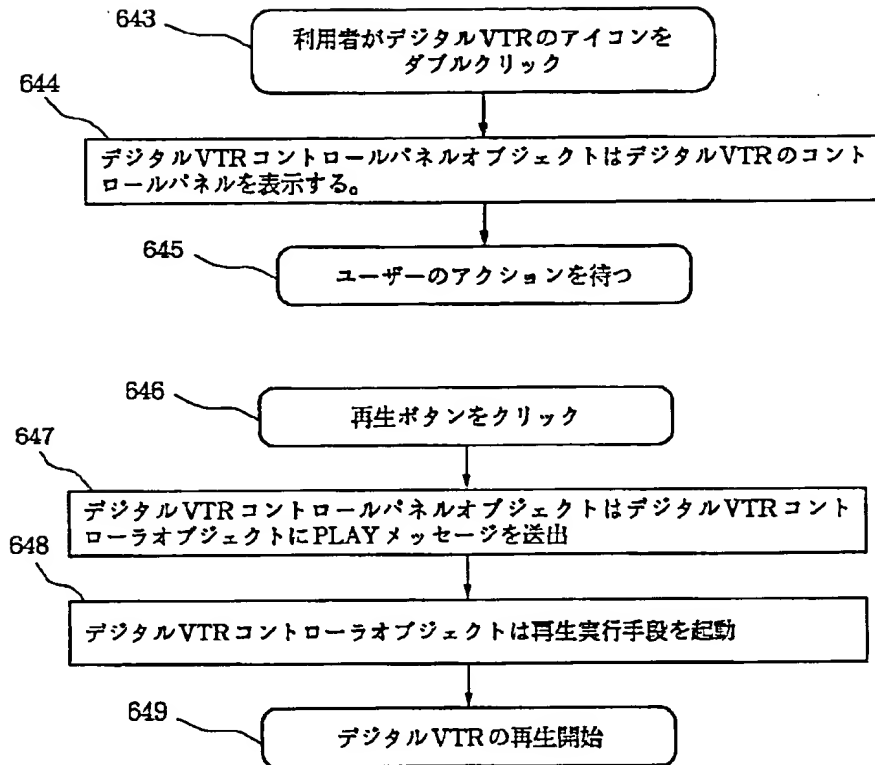 643
利用者がデジタルVTRのアイコンを
ダブルクリック
644
デジタルVTRコントロールパネルオブジェクトはデジタルVTRのコント
ロールパネルを表示する。
645
ユーザーのアクションを待つ
646
再生ボタンをクリック
647
デジタルVTRコントロールパネルオブジェクトはデジタルVTRコント
ローラオブジェクトにPLAYメッセージを送出
648
デジタルVTRコントローラオブジェクトは再生実行手段を起動
649
デジタルVTRの再生開始